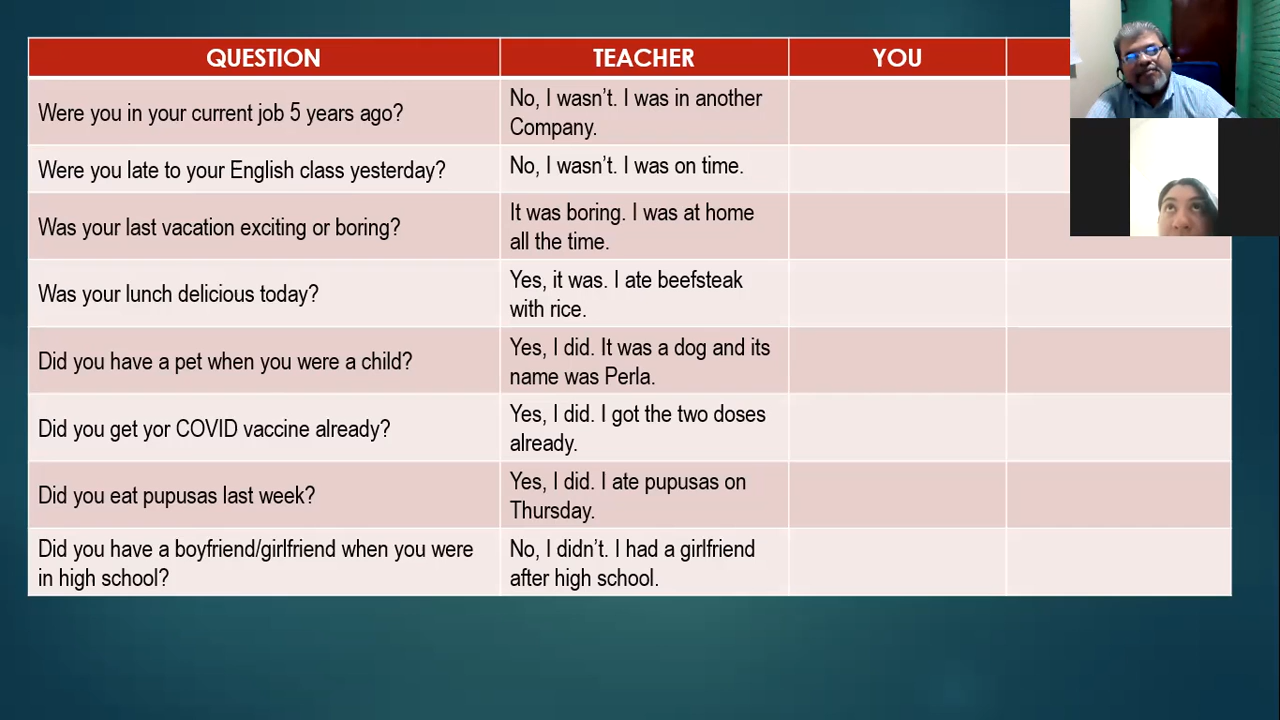 QUESTION TEACHER YOU
Were you in your current job 5 years ago?
No, I wasn't. I was in another
Company.
Were you late to your English class yesterday?
No, I wasn't. I was on time.
Was your last vacation exciting or boring?
It was boring. I was at home
all the time.
Was your lunch delicious today?
Yes, it was. I ate beefsteak
with rice.
Did you have a pet when you were a child?
Yes, I did. It was a dog and its
name was Perla.
Did you get yor COVID vaccine already?
Yes, I did. I got the two doses
already.
Did you eat pupusas last week?
Yes, I did. I ate pupusas on
Thursday.
Did you have a boyfriend/girlfriend when you were
in high school?
No, I didn't. I had a girlfriend
after high school.